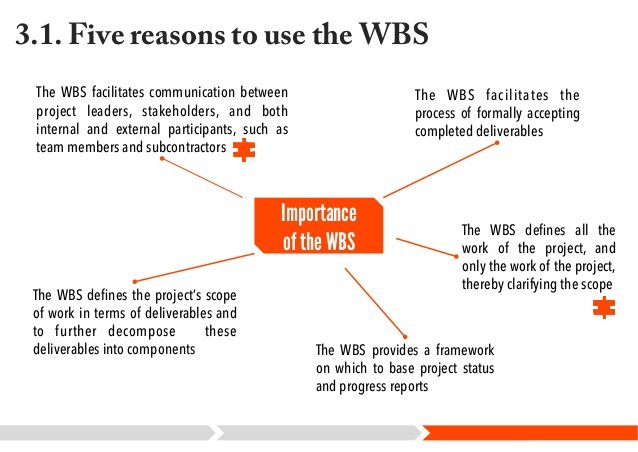 3.1. Five reasons to use the WBS
The WBS facilitates communication between
project leaders, stakeholders, and both
internal and external participants, such as
team members and subcontractors
The WBS facilitates the
process of formally accepting
completed deliverables
Importance
of the WBS
The WBS defines all the
work of the project, and
only the work of the project,
thereby clarifying the scope
The WBS defines the project's scope
of work in terms of deliverables and
to further decompose these
deliverables into components
The WBS provides a framework
on which to base project status
and progress reports